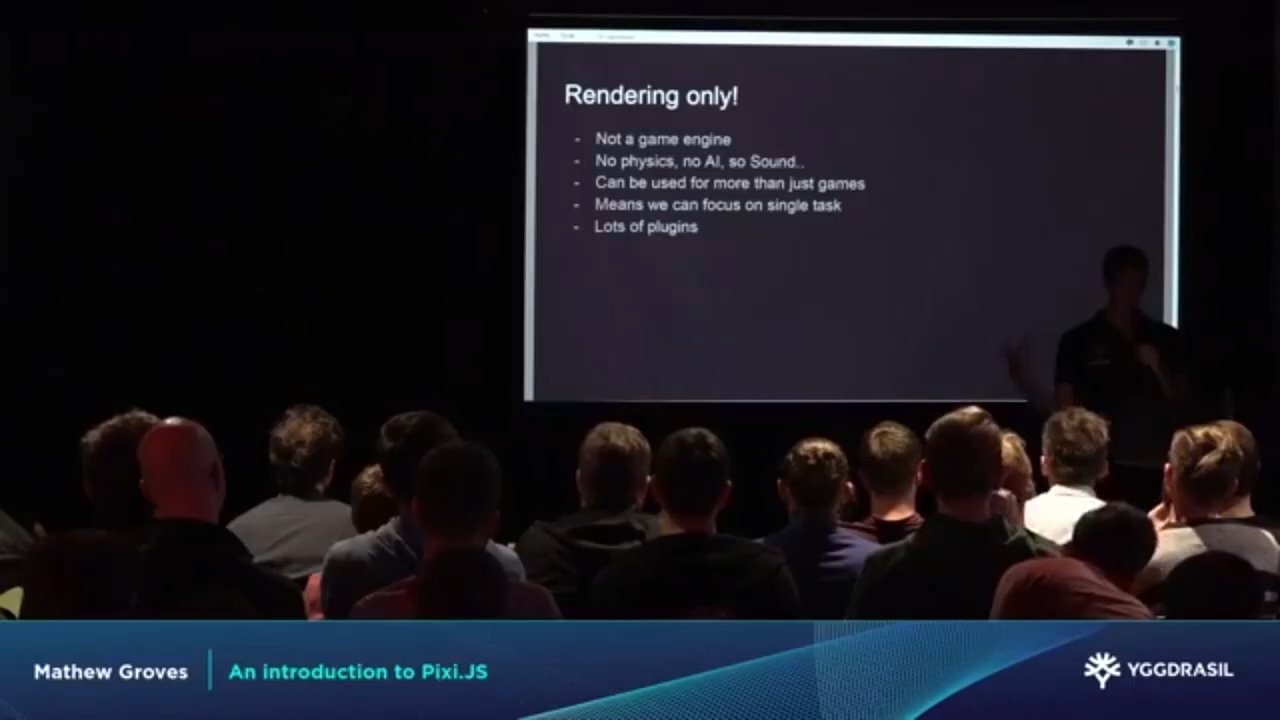 Rendering only!
- Not a game engine
- No physics, no AI, so Sound..
- Can be used for more than just games
- Means we can focus on single task
- Lots of plugins
Mathew Groves
An introduction to Pixi.JS
YGGDRASIL